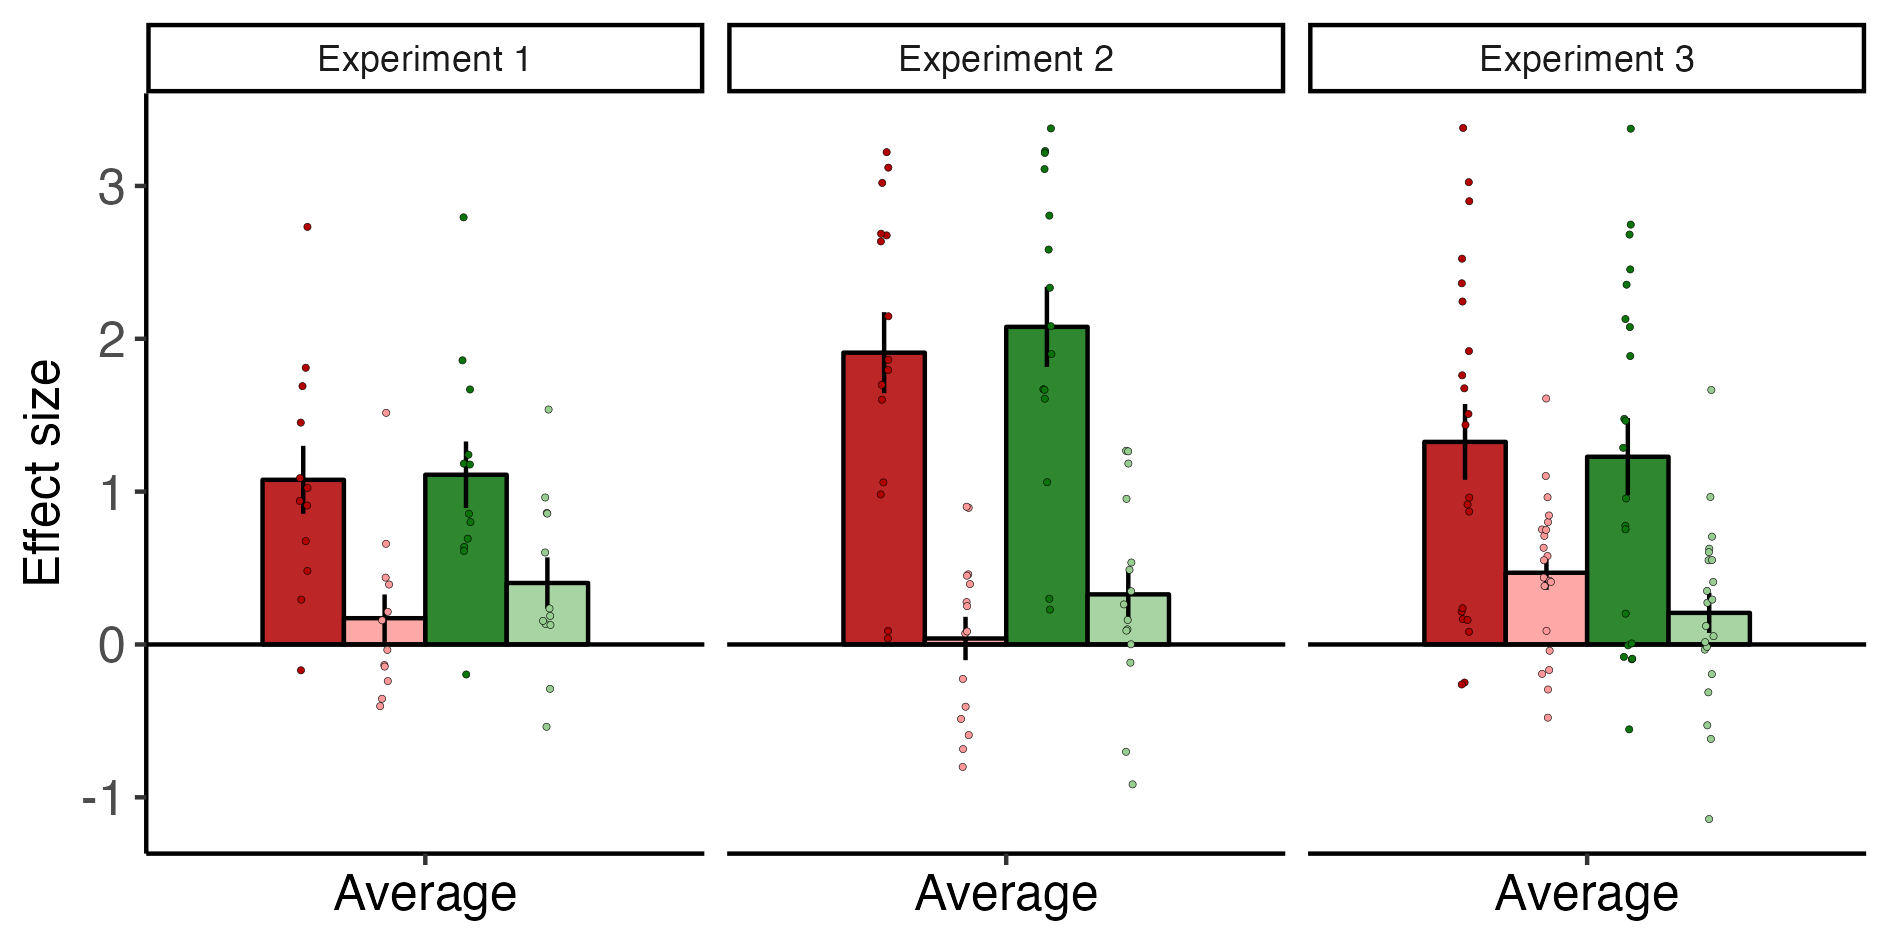 Experiment 1
Experiment 2
Experiment 3
Effect size
3
2
1
0
-1
Average
Average
Average